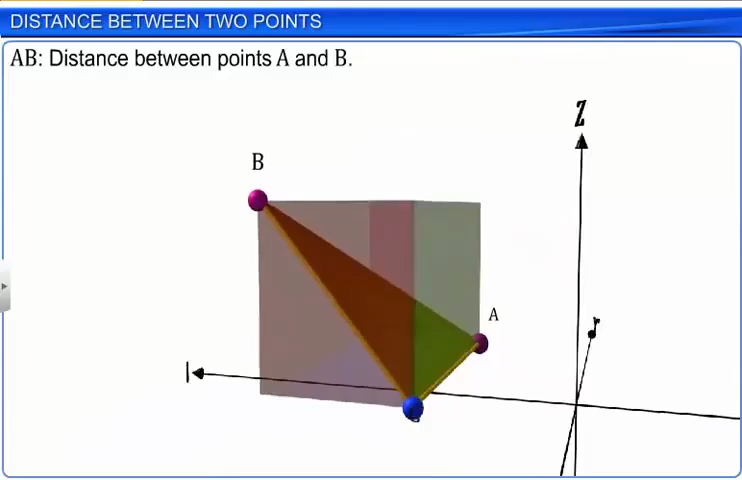 DISTANCE BETWEEN TWO POINTS
AB: Distance between points A and B.
Z
B
A